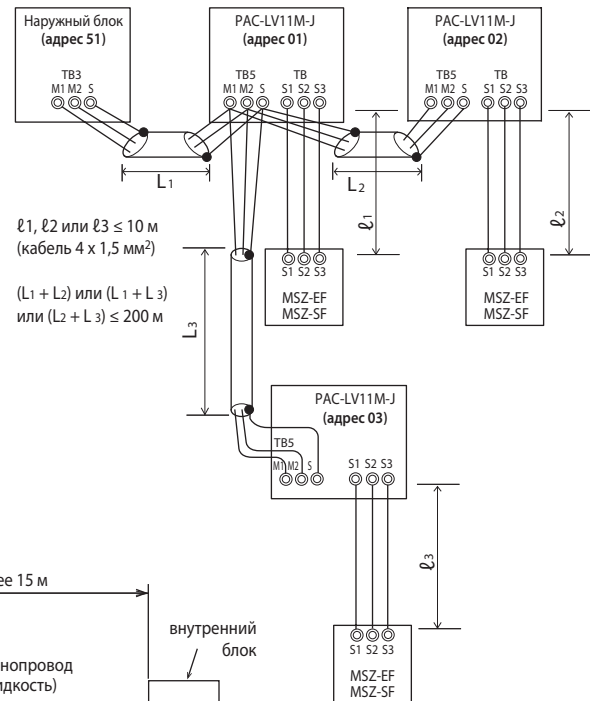 Наружный блок
(адрес 51)
TB3
M1 M2 S
PAC-LV11M-J
(адрес 01)
TB5 TB
M1 M2 S S1 S2 S3
PAC-LV11M-J
(адрес 02)
TB5 TB
M1 M2 S S1 S2 S3
L1
L2
ℓ1
ℓ2
ℓ1, ℓ2 или ℓ3 ≤ 10 м
(кабель 4 x 1,5 мм²)
(L1 + L2) или (L 1 + L 3)
или (L2 + L 3) ≤ 200 м
S1 S2 S3
MSZ-EF
MSZ-SF
S1 S2 S3
MSZ-EF
MSZ-SF
L3
PAC-LV11M-J
(адрес 03)
TB5
M1 M2 S S1 S2 S3
ℓ3
S1 S2 S3
MSZ-EF
MSZ-SF
ее 15 м
внутренний
блок
нопровод
идкость)